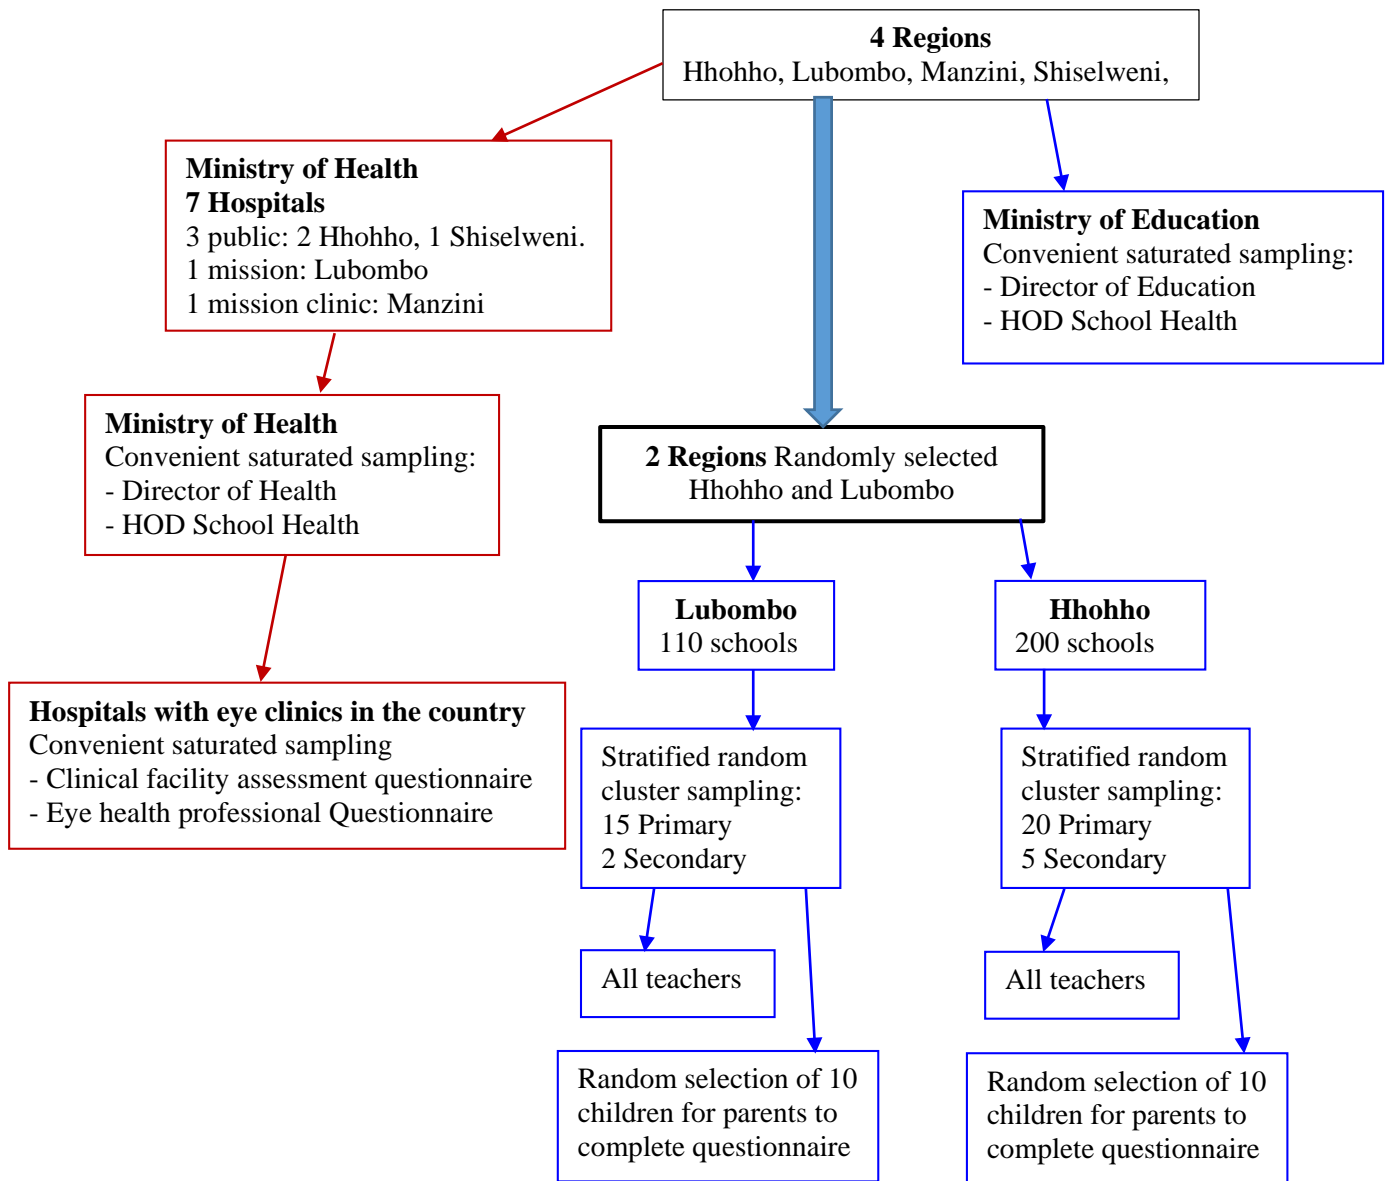 4 Regions
Hhohho, Lubombo, Manzini, Shiselweni,
Ministry of Health
7 Hospitals
3 public: 2 Hhohho, 1 Shiselweni.
1 mission: Lubombo
1 mission clinic: Manzini
Ministry of Education
Convenient saturated sampling:
- Director of Education
- HOD School Health
Ministry of Health
Convenient saturated sampling:
- Director of Health
- HOD School Health
2 Regions Randomly selected
Hhohho and Lubombo
Lubombo
110 schools
Hhohho
200 schools
Hospitals with eye clinics in the country
Convenient saturated sampling
- Clinical facility assessment questionnaire
- Eye health professional Questionnaire
Stratified random
cluster sampling:
15 Primary
2 Secondary
Stratified random
cluster sampling:
20 Primary
5 Secondary
All teachers
All teachers
Random selection of 10
children for parents to
complete questionnaire
Random selection of 10
children for parents to
complete questionnaire